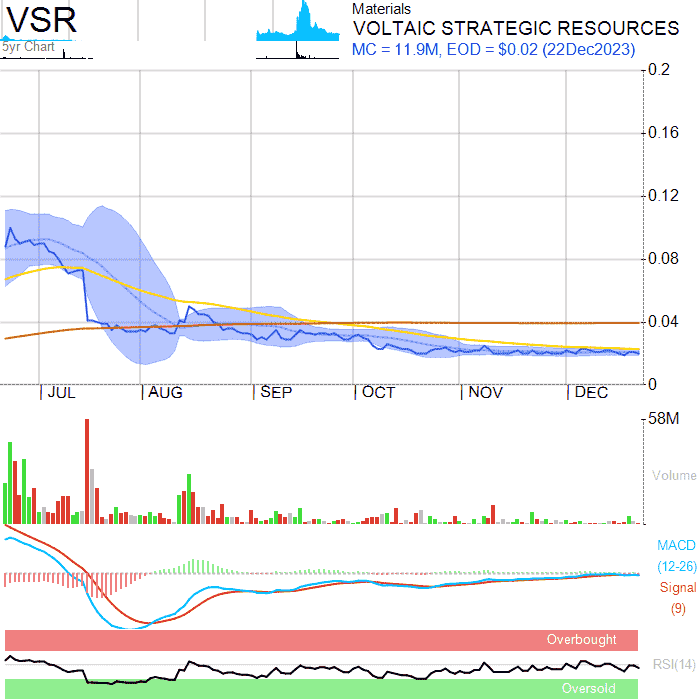 VSR
5yr Chart
Materials
VOLTAIC STRATEGIC RESOURCES
MC = 11.9M, EOD = $0.02 (22Dec2023)
0.2
0.16
0.12
0.08
0.04
0
| JUL | AUG | SEP | OCT | NOV | DEC
58M
Volume
MACD
(12-26)
Signal
(9)
Overbought
RSI(14)
Oversold